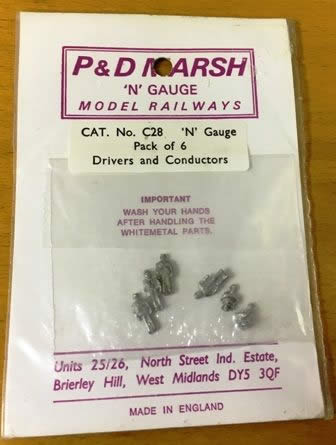 P & D MARSH
'N' GAUGE
MODEL RAILWAYS
CAT. No. C28 'N' Gauge
Pack of 6
Drivers and Conductors
IMPORTANT
WASH YOUR HANDS
AFTER HANDLING THE
WHITEMETAL PARTS.
Units 25/26, North Street Ind. Estate,
Brierley Hill, West Midlands DY5 3QF
MADE IN ENGLAND